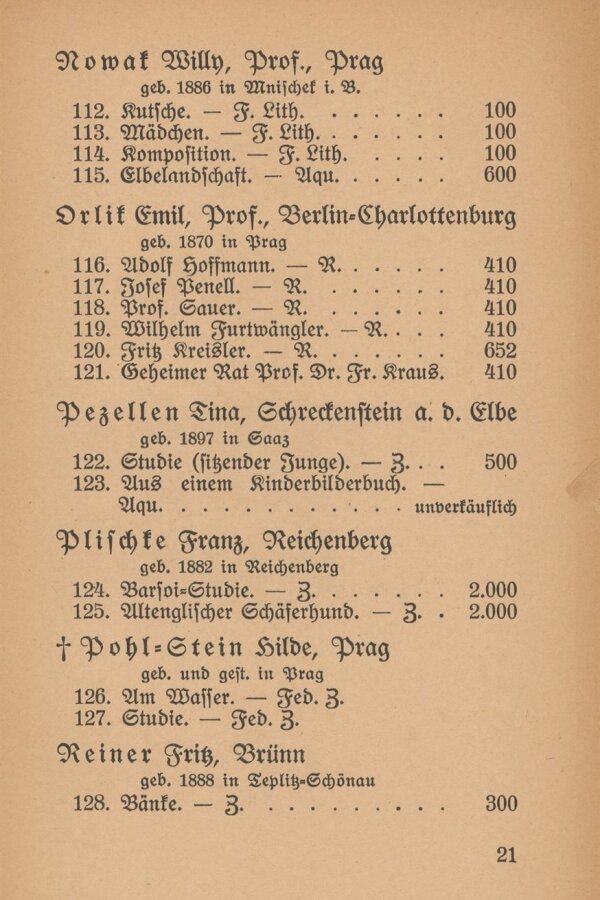 Nowak Willy, Prof., Prag
geb. 1886 in Mnischek i. B.
112. Kutsche. — F. Lith. . . . . . . 100
113. Mädchen. — F. Lith. . . . . . . 100
114. Komposition. — F. Lith. . . . . 100
115. Elbelandschaft. — Aqu. . . . . . 600
Orlik Emil, Prof., Berlin-Charlottenburg
geb. 1870 in Prag
116. Adolf Hoffmann. — R. . . . . . 410
117. Josef Penell. — R. . . . . . . 410
118. Prof. Sauer. — R. . . . . . . 410
119. Wilhelm Furtwängler. — R. . . . 410
120. Fritz Kreisler. — R. . . . . . . 652
121. Geheimer Rat Prof. Dr. Fr. Kraus. 410
Pezellen Tina, Schreckenstein a. d. Elbe
geb. 1897 in Saaz
122. Studie (sitzender Junge). — Z. . . 500
123. Aus einem Kinderbilderbuch. —
Aqu. . . . . . . . . . . . unverkäuflich
Plischke Franz, Reichenberg
geb. 1882 in Reichenberg
124. Barsoi-Studie. — Z. . . . . . . 2.000
125. Altenglischer Schäferhund. — Z. . 2.000
† Pohl-Stein Hilde, Prag
geb. und gest. in Prag
126. Am Wasser. — Fed. Z.
127. Studie. — Fed. Z.
Reiner Fritz, Brünn
geb. 1888 in Teplitz-Schönau
128. Bänke. — Z. . . . . . . . . . 300
21